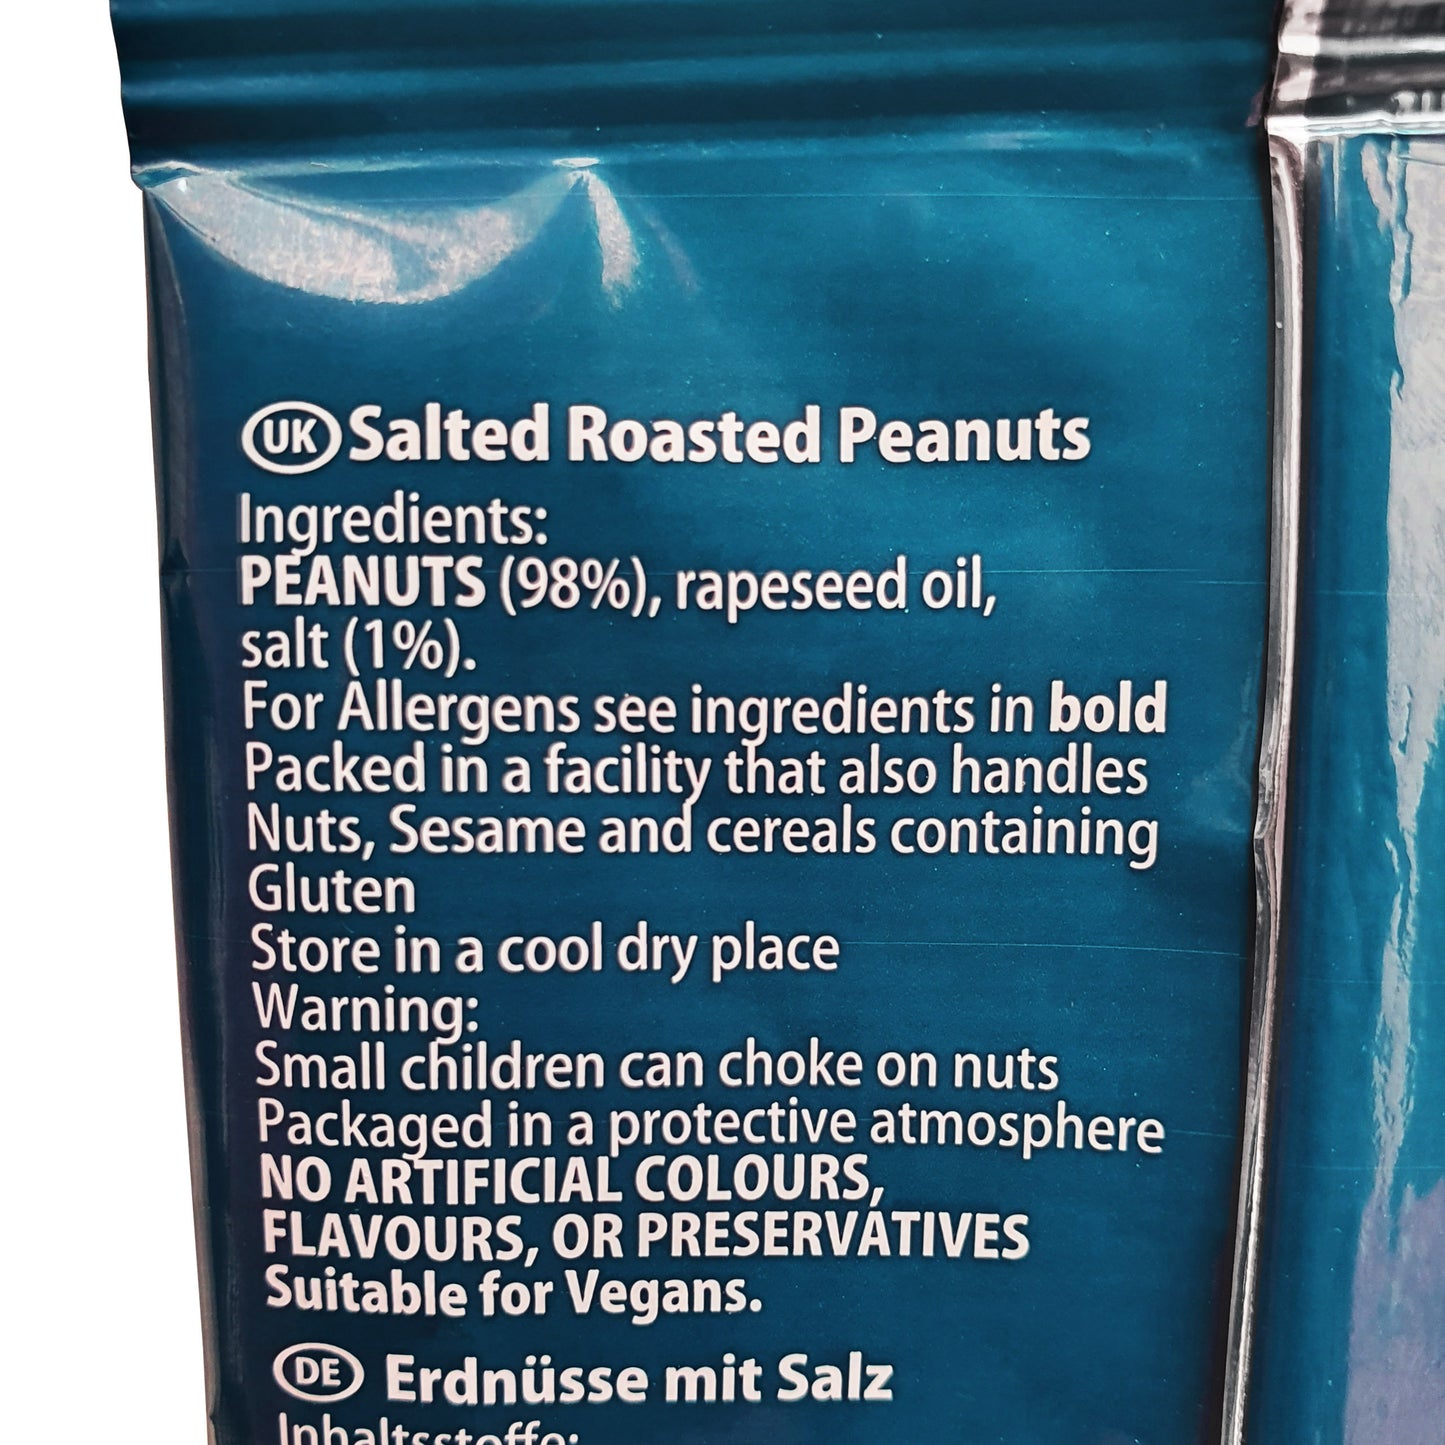 UK Salted Roasted Peanuts
Ingredients:
PEANUTS (98%), rapeseed oil,
salt (1%).
For Allergens see ingredients in bold
Packed in a facility that also handles
Nuts, Sesame and cereals containing
Gluten
Store in a cool dry place
Warning:
Small children can choke on nuts
Packaged in a protective atmosphere
NO ARTIFICIAL COLOURS,
FLAVOURS, OR PRESERVATIVES
Suitable for Vegans.
DE Erdnüsse mit Salz
Inhaltsstoffe: